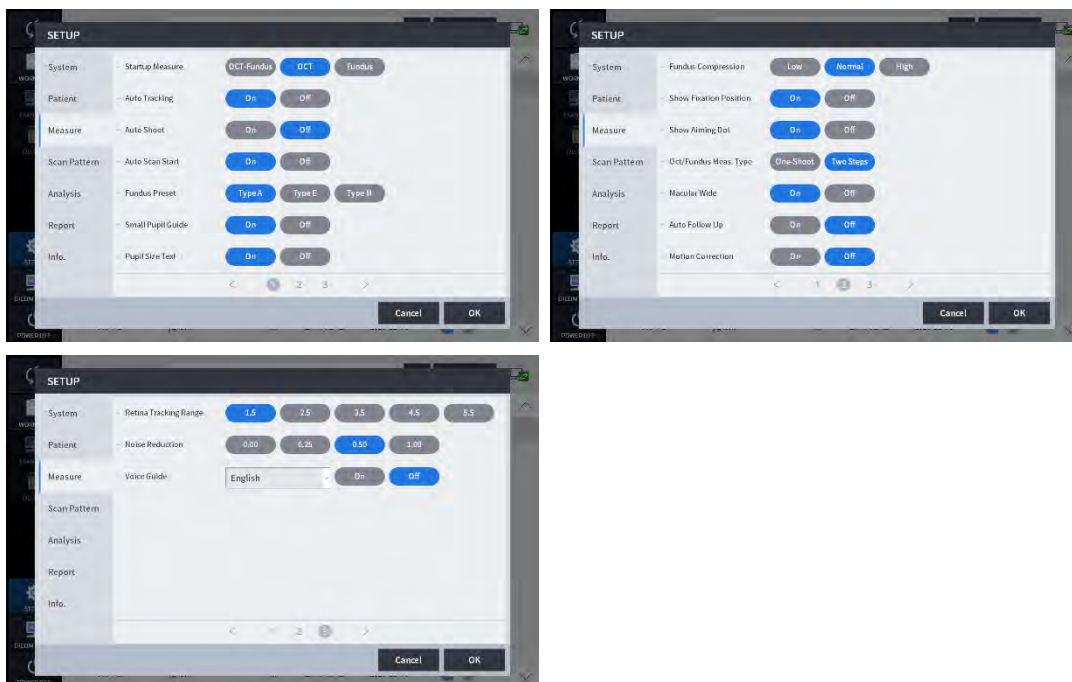 SETUP
System
Startup Measure OCT-Fundus OCT Fundus
Patient
Auto Tracking On Off
Measure
Auto Shoot On Off
Scan Pattern
Auto Scan Start On Off
Analysis
Fundus Preset Type A Type E
Report
Small Pupil Guide On Off
Info.
Pupil Size Text On Off
< 1 2 3 >
Cancel OK
POWER OFF
SETUP
System
Fundus Compression Low Normal High
Patient
Show Fixation Position On Off
Measure
Show Aiming Dot On Off
Scan Pattern
Oct/Fundus Meas. Type One-Shoot Two Steps
Analysis
Macular Wide On Off
Report
Auto Follow Up On Off
Info.
Motion Correction On Off
< 1 2 3 >
Cancel OK
POWER OFF
SETUP
System
Retina Tracking Range 1.5 2.5 3.5 4.5 5.5
Patient
Noise Reduction 0.00 0.25 0.50 1.00
Measure
Voice Guide English On Off
Scan Pattern
Analysis
Report
Info.
< 2 3 >
Cancel OK